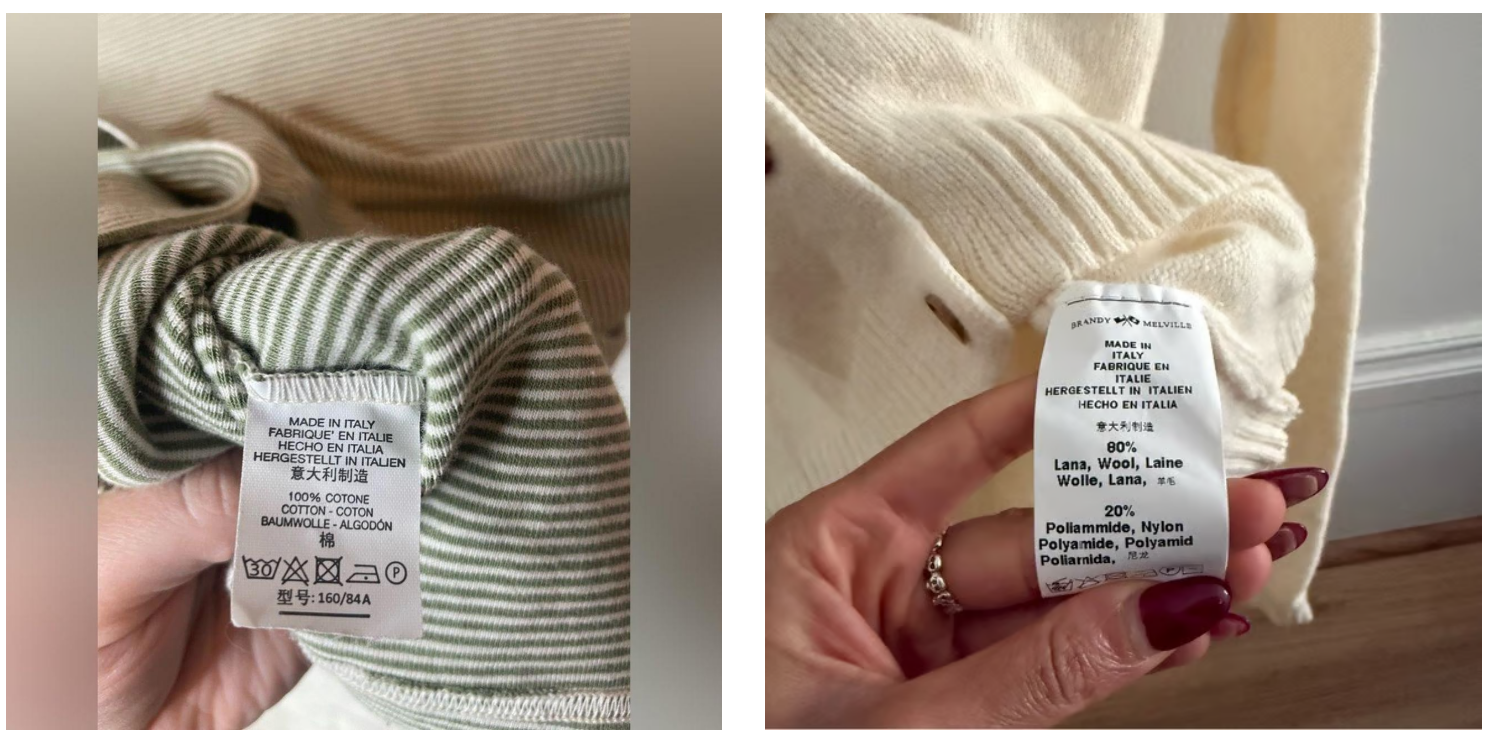 MADE IN ITALY
FABRIQUE' EN ITALIE
HECHO EN ITALIA
HERGESTELLT IN ITALIEN
意大利制造
100% COTONE
COTTON - COTON
BAUMWOLLE - ALGODÓN
棉
30
P
型号: 160/84A
BRANDY MELVILLE
MADE IN
ITALY
FABRIQUE EN
ITALIE
HERGESTELLT IN ITALIEN
HECHO EN ITALIA
意大利制造
80%
Lana, Wool, Laine
Wolle, Lana, 羊毛
20%
Poliammide, Nylon
Polyamide, Polyamid
Poliamida, 尼龙